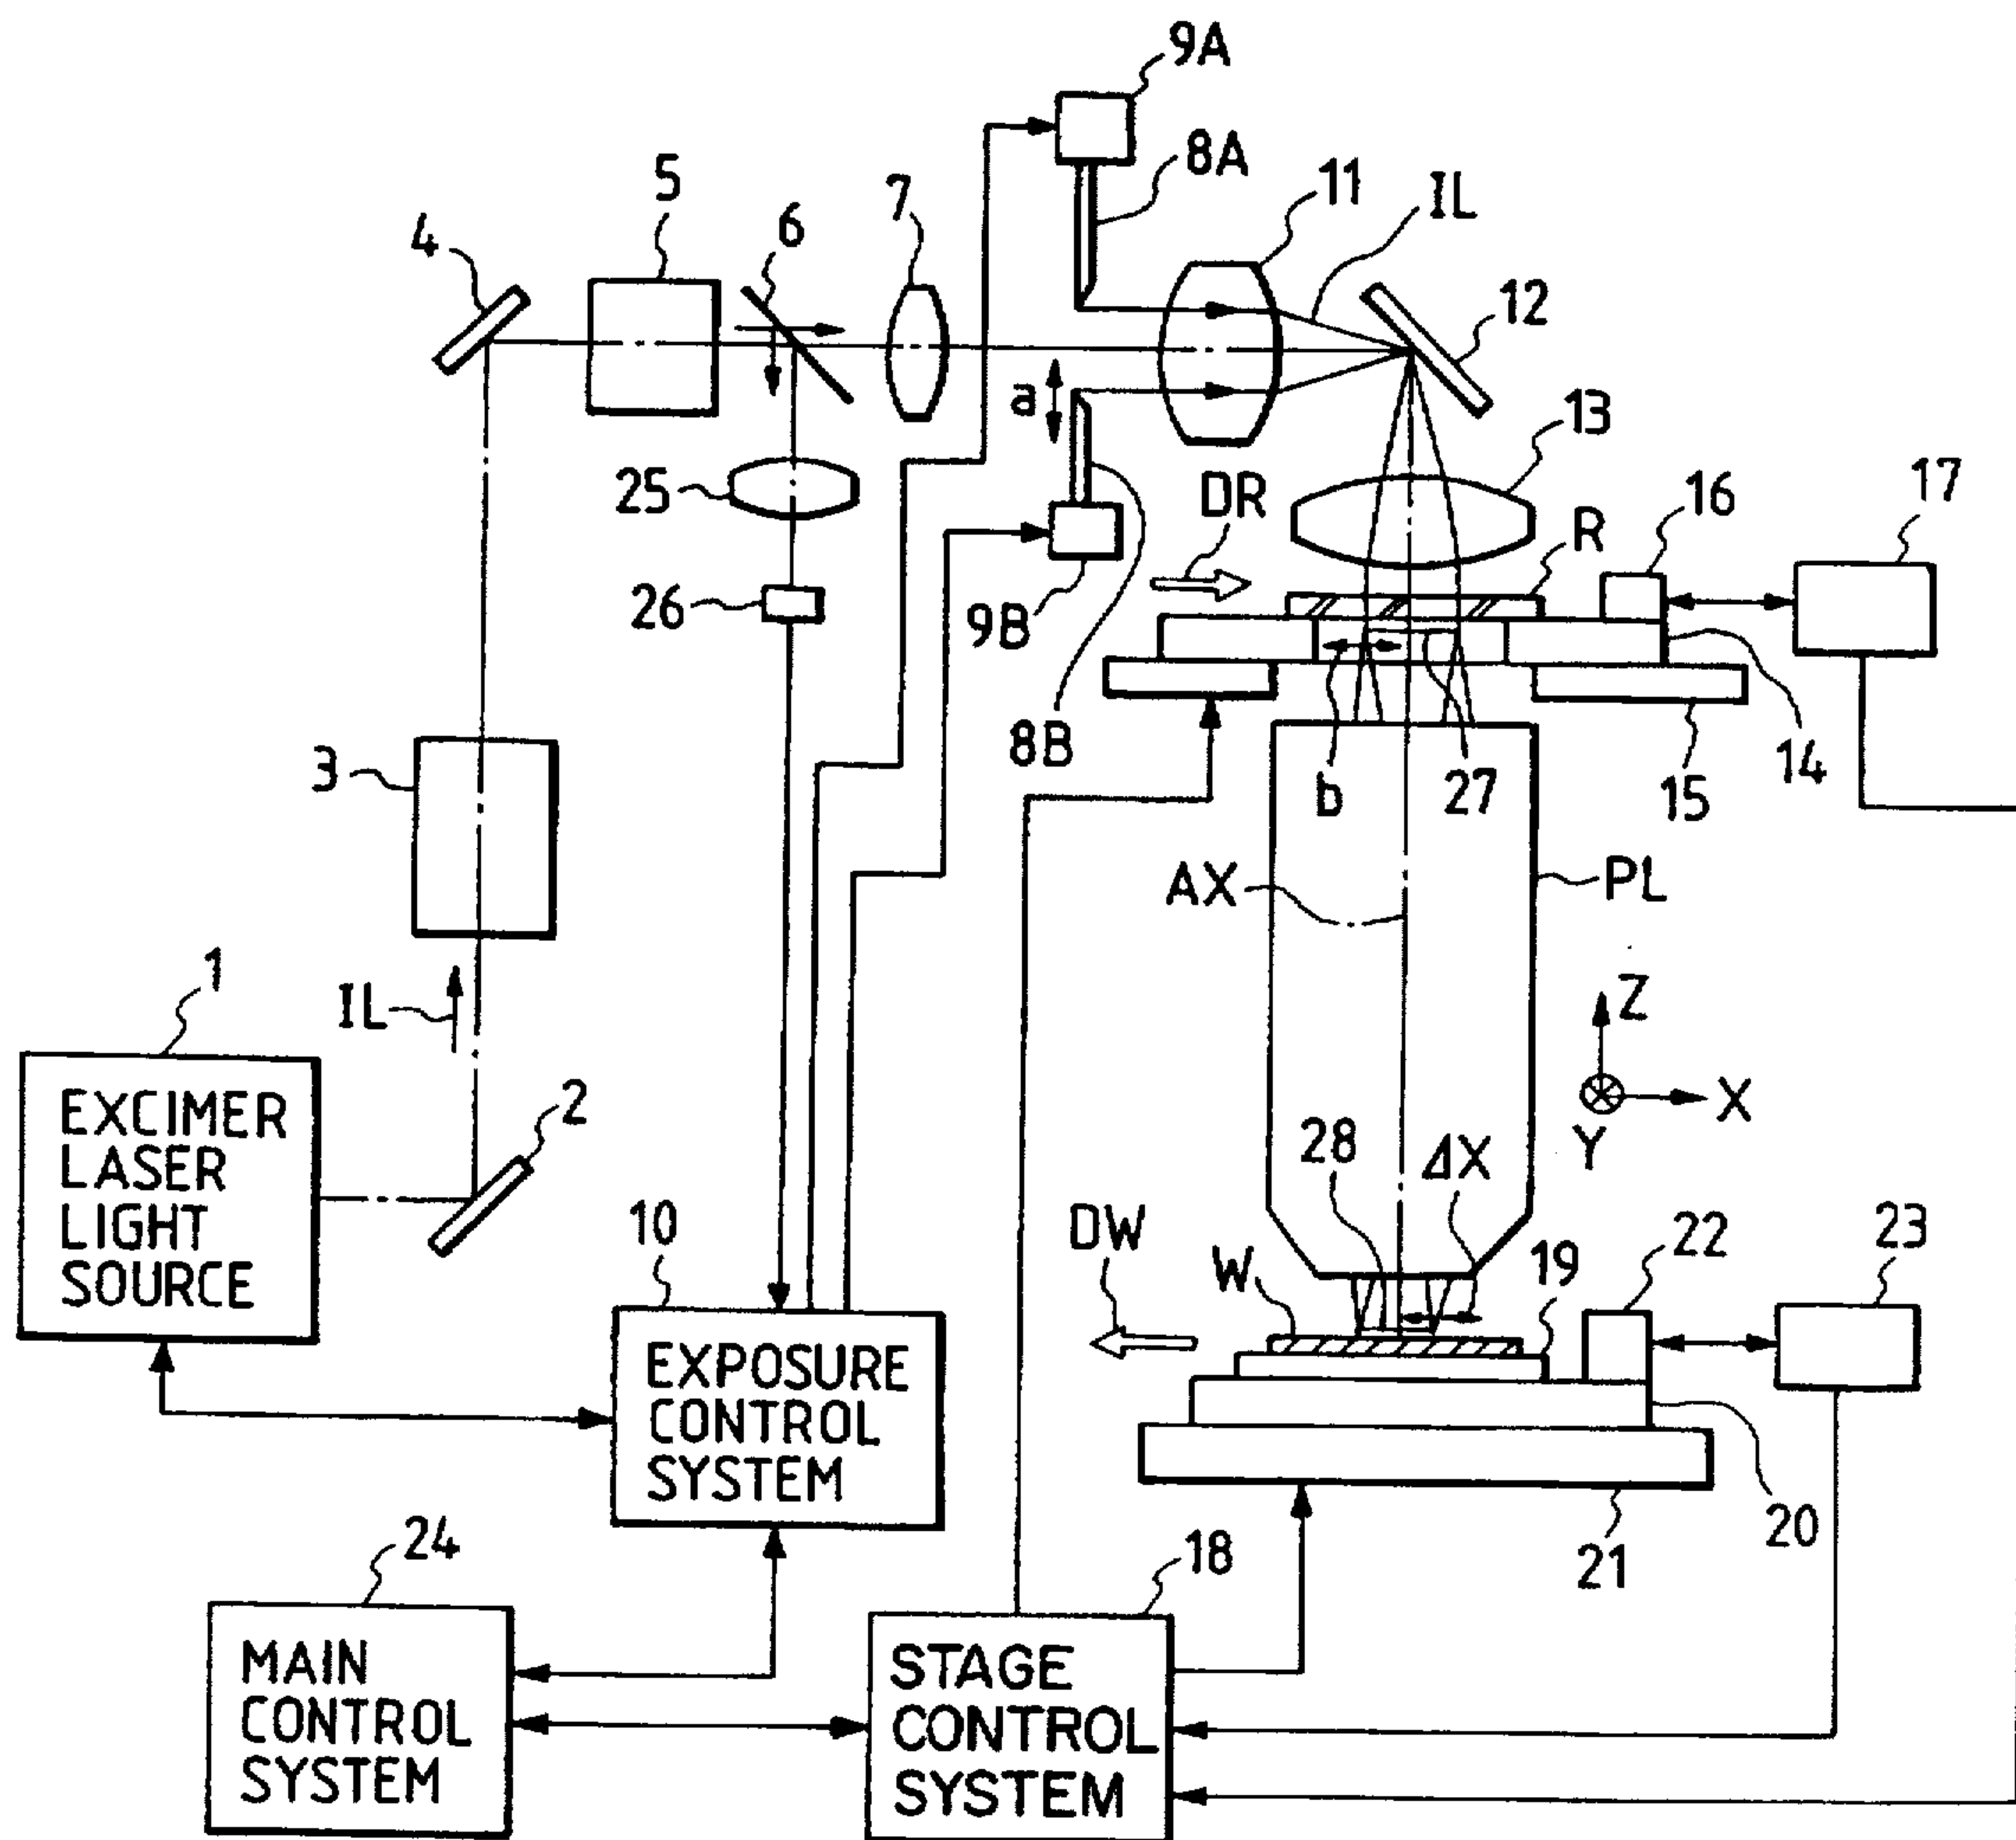 9A
8A
11
IL
5
7
6
4
12
13
25
DR
16
17
R
26
9B
8B
b
27
14
15
3
a
AX
PL
1
IL
Z
X
Y
2
EXCIMER
LASER
LIGHT
SOURCE
28
ΔX
10
DW
W
19
22
23
EXPOSURE
CONTROL
SYSTEM
20
21
24
18
MAIN
CONTROL
SYSTEM
STAGE
CONTROL
SYSTEM